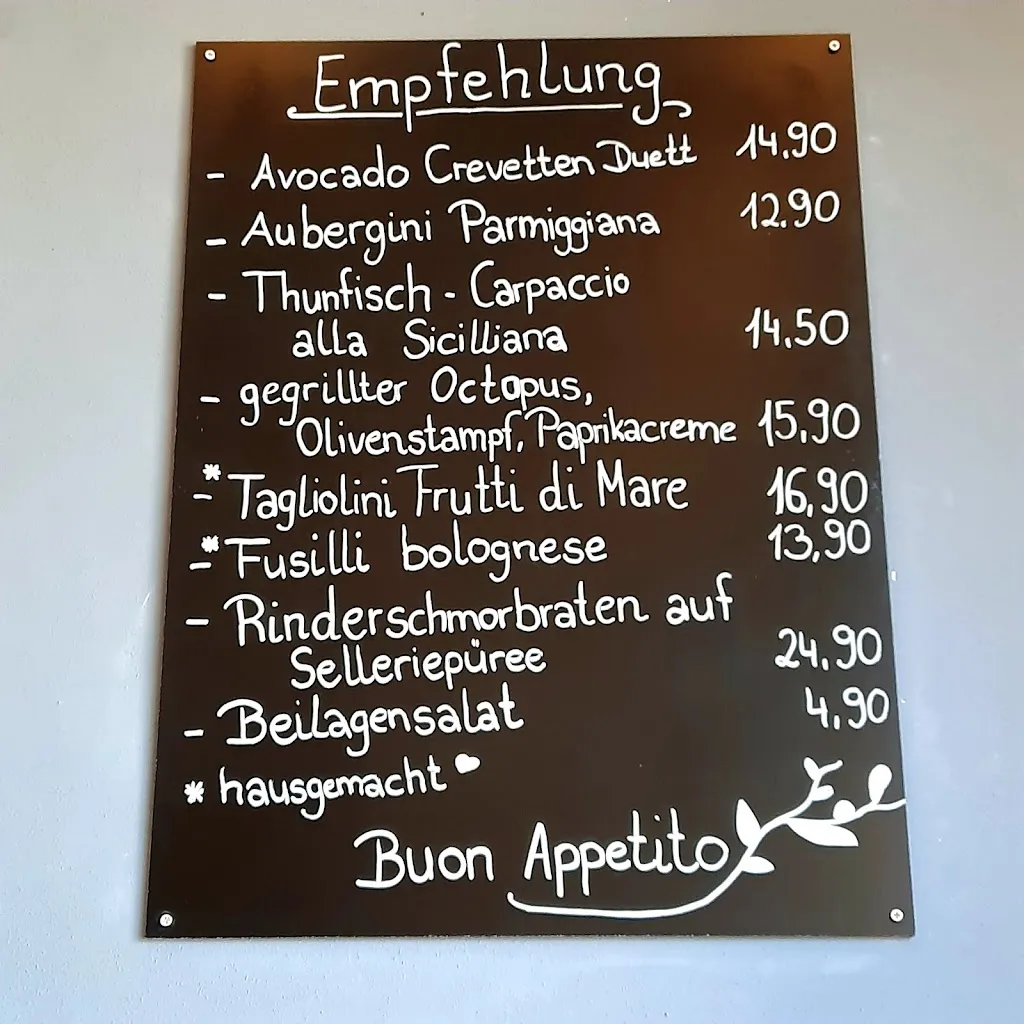 Empfehlung
- Avocado Crevetten Duett 14.90
- Aubergini Parmiggiana 12.90
- Thunfisch - Carpaccio
alla Sicilliana 14.50
- gegrillter Octopus,
Olivenstampf, Paprikacreme 15.90
-* Tagliolini Frutti di Mare 16,90
-* Fusilli bolognese 13,90
- Rinderschmorbraten auf
Selleriepüree 24.90
- Beilagensalat 4.90
* hausgemacht ♥
Buon Appetito